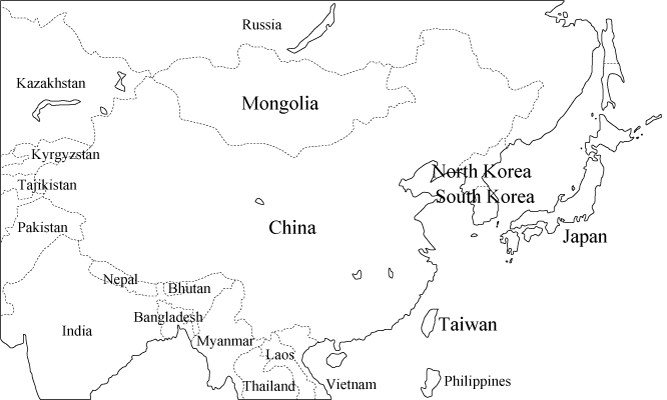 Russia
Kazakhstan
Mongolia
Kyrgyzstan
North Korea
Tajikistan
South Korea
Pakistan
China
Japan
Nepal
Bhutan
Bangladesh
Taiwan
India
Myanmar
Laos
Thailand
Vietnam
Philippines